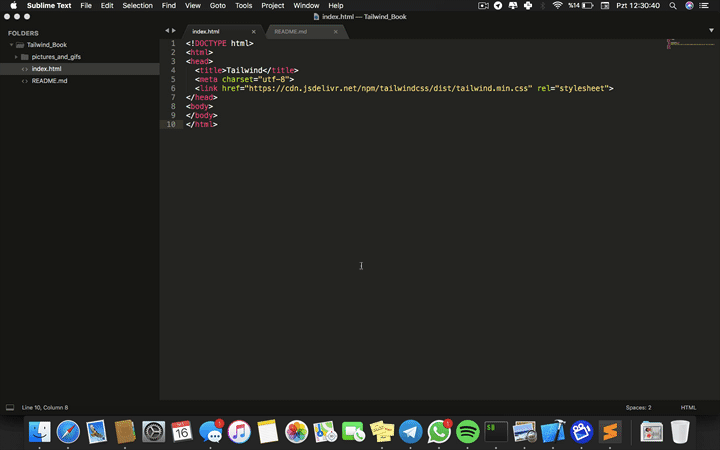 Sublime Text File Edit Selection Find View Goto Tools Project Window Help %14 Pzt 12:30:40
index.html — Tailwind_Book
FOLDERS
Tailwind_Book
pictures_and_gifs
index.html
README.md
index.html README.md
1 <!DOCTYPE html>
2 <html>
3 <head>
4 <title>Tailwind</title>
5 <meta charset="utf-8">
6 <link href="https://cdn.jsdelivr.net/npm/tailwindcss/dist/tailwind.min.css" rel="stylesheet">
7 </head>
8 <body>
9 </body>
10 </html>
Line 10, Column 8 Spaces: 2 HTML
16